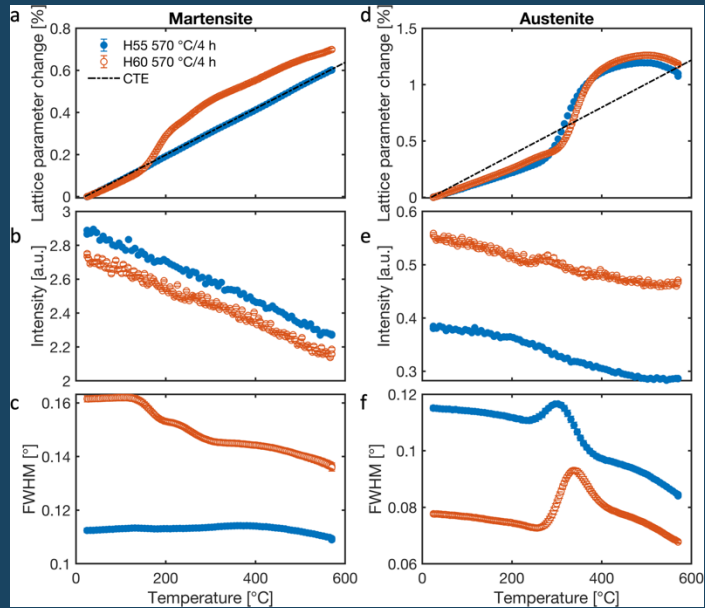 a
Martensite
Lattice parameter change [%]
0.8
0.6
0.4
0.2
0
H55 570 °C/4 h
H60 570 °C/4 h
CTE
b
Intensity [a.u.]
3
2.8
2.6
2.4
2.2
2
c
FWHM [°]
0.16
0.14
0.12
0.1
0
200
400
600
Temperature [°C]
d
Austenite
Lattice parameter change [%]
1.5
1
0.5
0
e
Intensity [a.u.]
0.6
0.5
0.4
0.3
f
FWHM [°]
0.12
0.1
0.08
0.06
0
200
400
600
Temperature [°C]